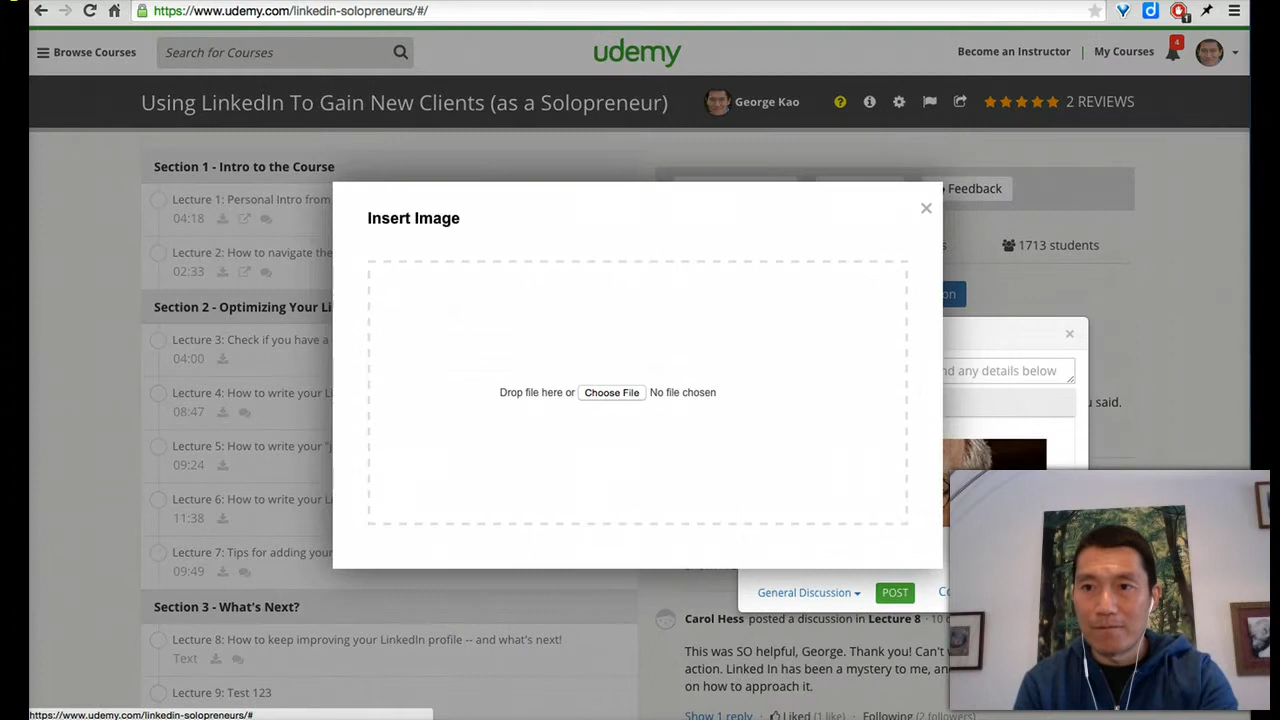 https://www.udemy.com/linkedin-solopreneurs/#/
Browse Courses
Search for Courses
udemy
Become an Instructor
My Courses
4
1
Using LinkedIn To Gain New Clients (as a Solopreneur)
George Kao
2 REVIEWS
Section 1 - Intro to the Course
Lecture 1: Personal Intro from
04:18
Lecture 2: How to navigate the
02:33
Section 2 - Optimizing Your Li
Lecture 3: Check if you have a
04:00
Lecture 4: How to write your Li
08:47
Lecture 5: How to write your "j
09:24
Lecture 6: How to write your Li
11:38
Lecture 7: Tips for adding your
09:49
Section 3 - What's Next?
Lecture 8: How to keep improving your LinkedIn profile -- and what's next!
Text
Lecture 9: Test 123
Insert Image
Drop file here or Choose File No file chosen
Feedback
1713 students
on
nd any details below
u said.
General Discussion
POST
Carol Hess posted a discussion in Lecture 8 · 10
This was SO helpful, George. Thank you! Can't
action. Linked In has been a mystery to me, an
on how to approach it.
Show 1 reply · Liked (1 like) · Following (2 followers)
https://www.udemy.com/linkedin-solopreneurs/#